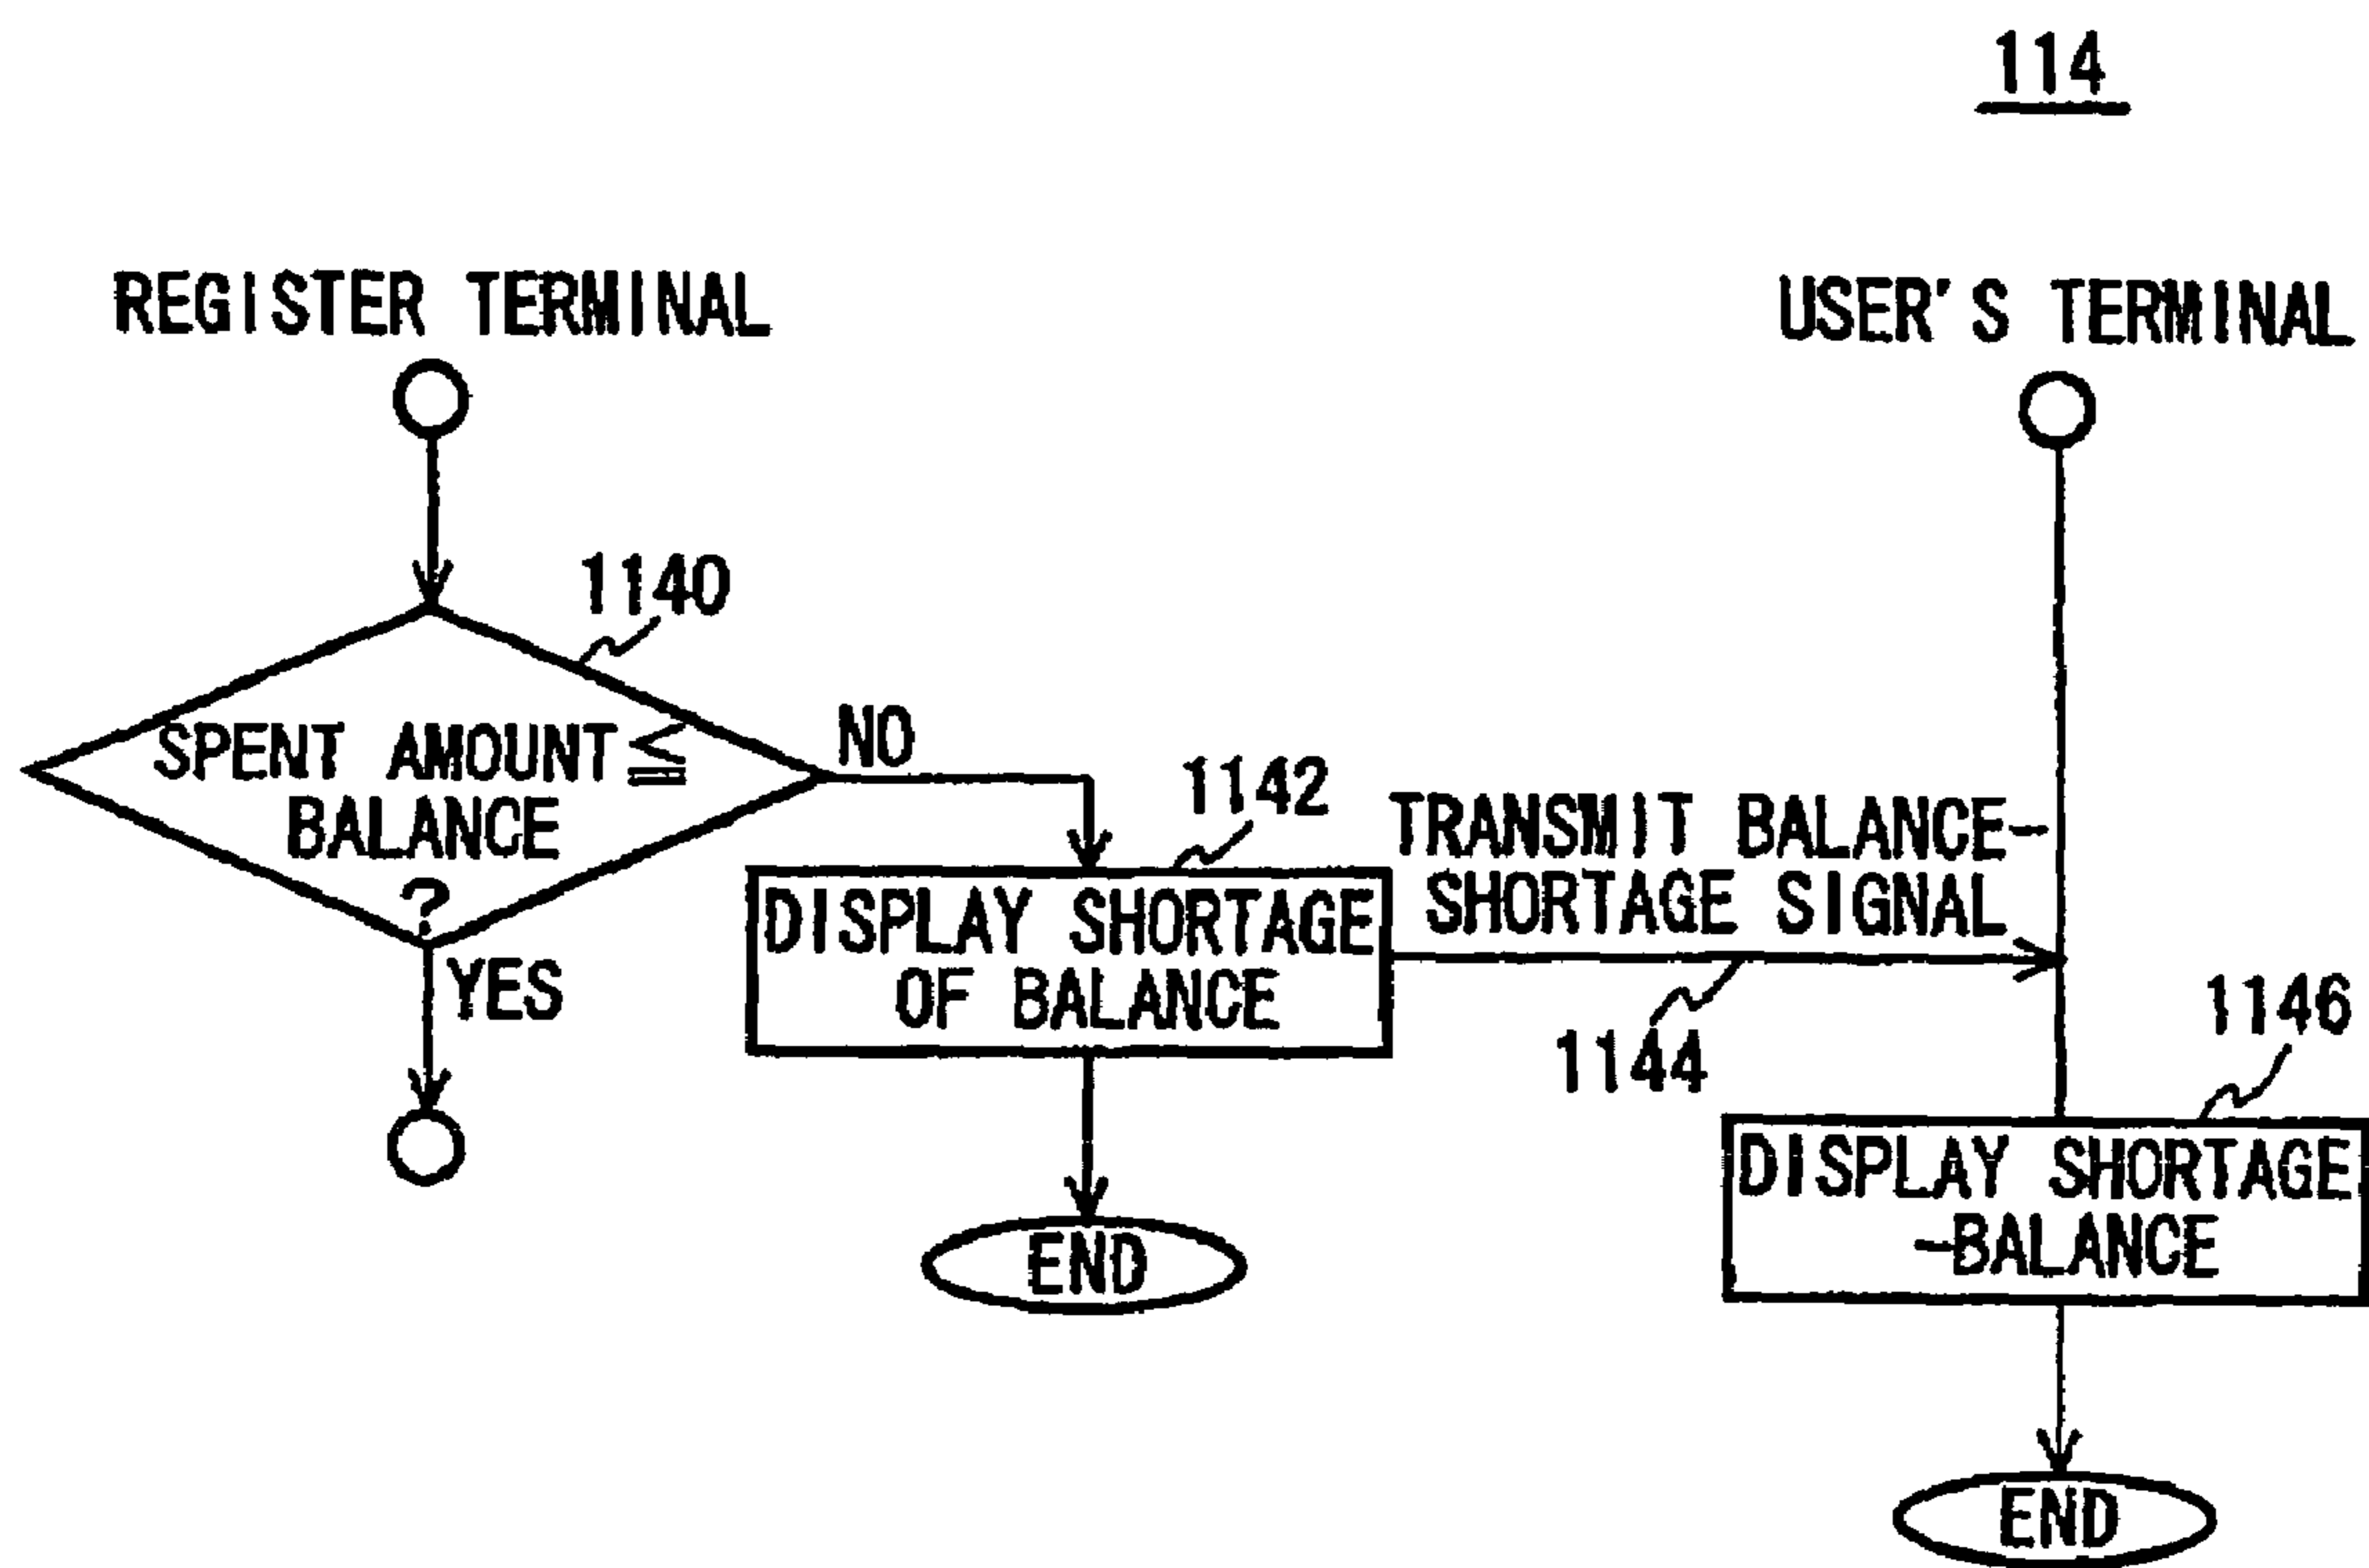 114
REGISTER TERMINAL
USER'S TERMINAL
1140
SPENT AMOUNT≦
BALANCE
?
NO
YES
1142
DISPLAY SHORTAGE
OF BALANCE
TRANSMIT BALANCE-
SHORTAGE SIGNAL
1144
1146
DISPLAY SHORTAGE
-BALANCE
END
END